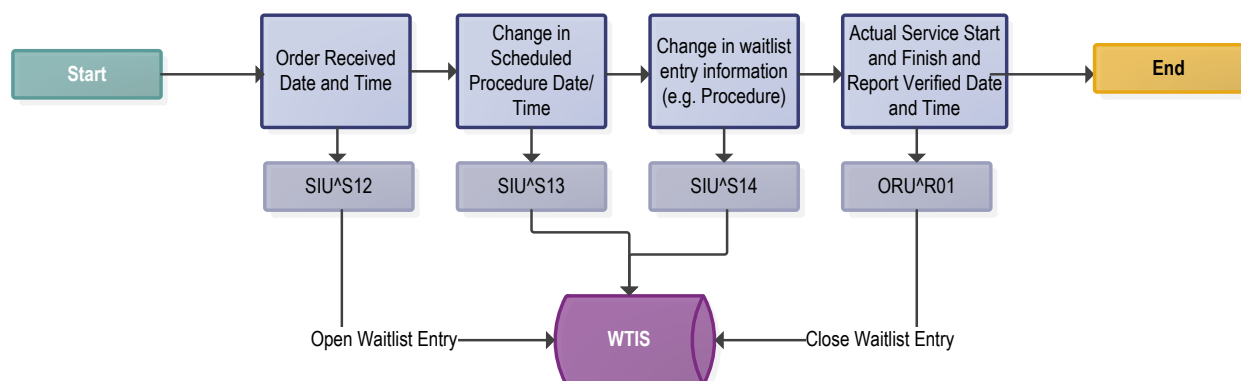 Start
Order Received
Date and Time
Change in
Scheduled
Procedure Date/
Time
Change in waitlist
entry information
(e.g. Procedure)
Actual Service Start
and Finish and
Report Verified Date
and Time
End
SIU^S12
SIU^S13
SIU^S14
ORU^R01
Open Waitlist Entry
WTIS
Close Waitlist Entry